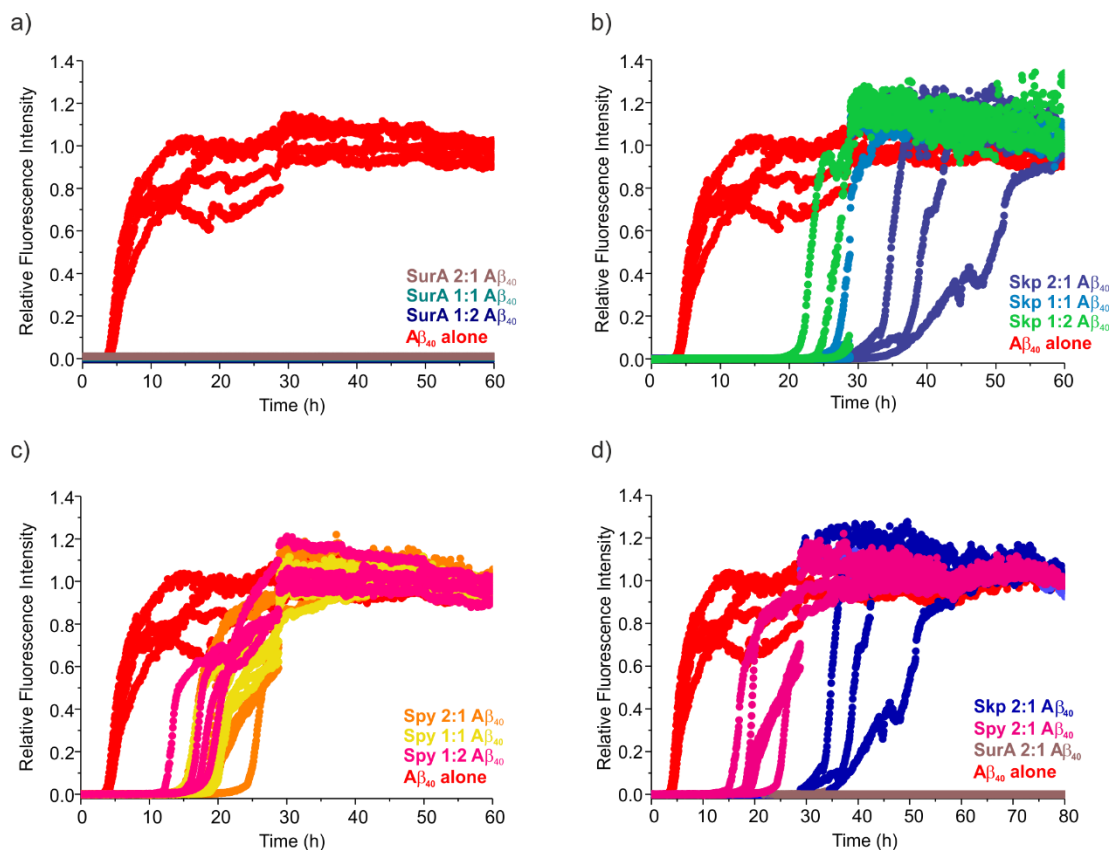 a)
Relative Fluorescence Intensity
1.4
1.2
1.0
0.8
0.6
0.4
0.2
0.0
SurA 2:1 Aβ₄₀
SurA 1:1 Aβ₄₀
SurA 1:2 Aβ₄₀
Aβ₄₀ alone
0 10 20 30 40 50 60
Time (h)
b)
Relative Fluorescence Intensity
1.4
1.2
1.0
0.8
0.6
0.4
0.2
0.0
Skp 2:1 Aβ₄₀
Skp 1:1 Aβ₄₀
Skp 1:2 Aβ₄₀
Aβ₄₀ alone
0 10 20 30 40 50 60
Time (h)
c)
Relative Fluorescence Intensity
1.4
1.2
1.0
0.8
0.6
0.4
0.2
0.0
Spy 2:1 Aβ₄₀
Spy 1:1 Aβ₄₀
Spy 1:2 Aβ₄₀
Aβ₄₀ alone
0 10 20 30 40 50 60
Time (h)
d)
Relative Fluorescence Intensity
1.4
1.2
1.0
0.8
0.6
0.4
0.2
0.0
Skp 2:1 Aβ₄₀
Spy 2:1 Aβ₄₀
SurA 2:1 Aβ₄₀
Aβ₄₀ alone
0 10 20 30 40 50 60 70 80
Time (h)